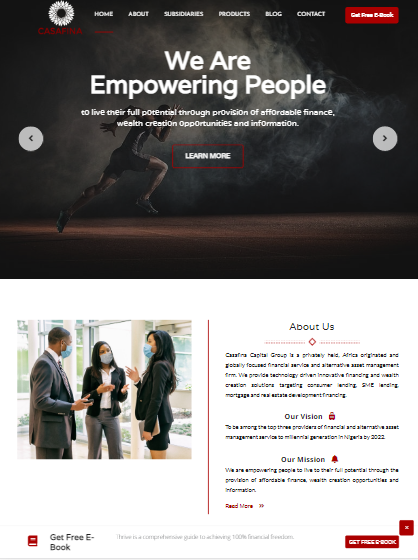 HOME ABOUT SUBSIDIARIES PRODUCTS BLOG CONTACT Get Free E-Book
CASAFINA
We Are
Empowering People
to live their full potential through provision of affordable finance,
wealth creation opportunities and information.
LEARN MORE
About Us
Casafina Capital Group is a privately held, Africa originated and
globally focused financial service and alternative asset management
firm. We provide technology driven innovative financing and wealth
creation solutions targeting consumer lending, SME lending,
mortgage and real estate development financing.
Our Vision
To be among the top three providers of financial and alternative asset
management service to millennial generation in Nigeria by 2022.
Our Mission
We are empowering people to live to their full potential through the
provision of affordable finance, wealth creation opportunities and
information.
Read More »
Get Free E-
Book
Thrive is a comprehensive guide to achieving 100% financial freedom.
GET FREE E-BOOK
×